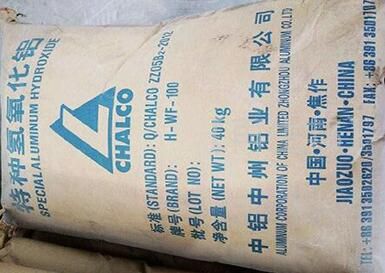 特种氢氧化铝
SPECIAL ALUMINUM HYDROXIDE
CHALCO
标准(STANDARD): Q/CHALCO ZZ05B2-2012
牌号(BRAND): H-WF-100
批号(LOT NO):
净含量(NET WT): 40 kg
中铝中州铝业有限公司
ALUMINUM CORPORATION OF CHINA LIMITED ZHONGZHOU ALUMINUM CO.,LTD
中国·河南·焦作
JIAOZUO·HENAN·CHINA